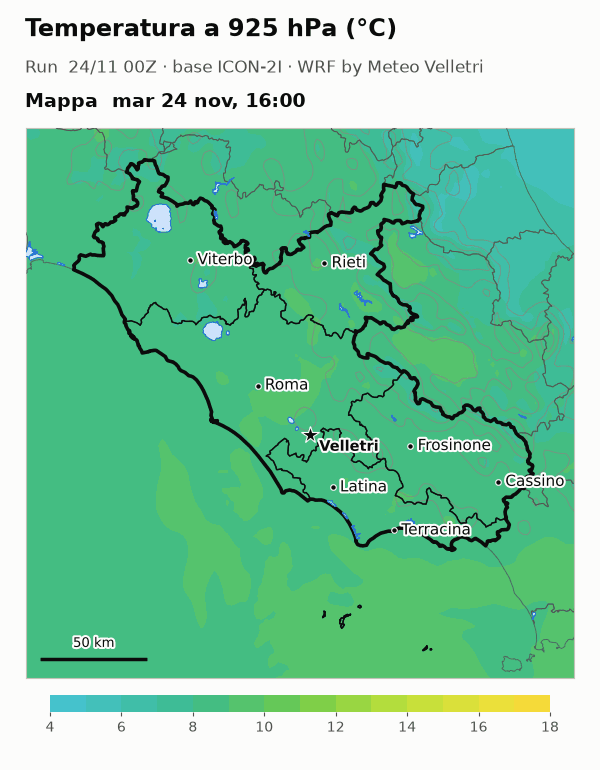 Temperatura a 925 hPa (°C)
Run  24/11 00Z · base ICON-2I · WRF by Meteo Velletri
Mappa  mar 24 nov, 16:00
Viterbo
Rieti
Roma
Velletri
Frosinone
Latina
Cassino
Terracina
50 km
4 6 8 10 12 14 16 18